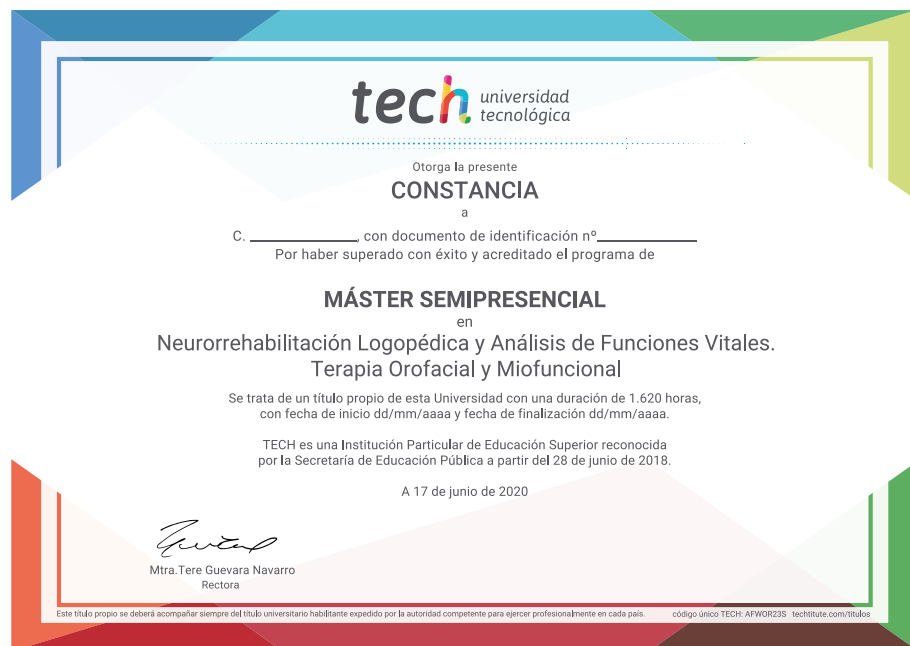 tech universidad
tecnológica
Otorga la presente
CONSTANCIA
a
C. ____________, con documento de identificación nº____________
Por haber superado con éxito y acreditado el programa de
MÁSTER SEMIPRESENCIAL
en
Neurorrehabilitación Logopédica y Análisis de Funciones Vitales.
Terapia Orofacial y Miofuncional
Se trata de un título propio de esta Universidad con una duración de 1.620 horas,
con fecha de inicio dd/mm/aaaa y fecha de finalización dd/mm/aaaa.
TECH es una Institución Particular de Educación Superior reconocida
por la Secretaría de Educación Pública a partir del 28 de junio de 2018.
A 17 de junio de 2020
Mtra.Tere Guevara Navarro
Rectora
Este título propio se deberá acompañar siempre del título universitario habilitante expedido por la autoridad competente para ejercer profesionalmente en cada país. código único TECH: AFWOR23S techtitute.com/titulos